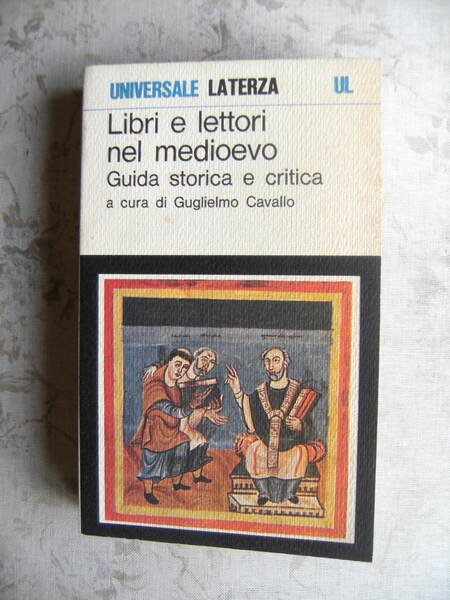 UNIVERSALE LATERZA UL
Libri e lettori
nel medioevo
Guida storica e critica
a cura di Guglielmo Cavallo